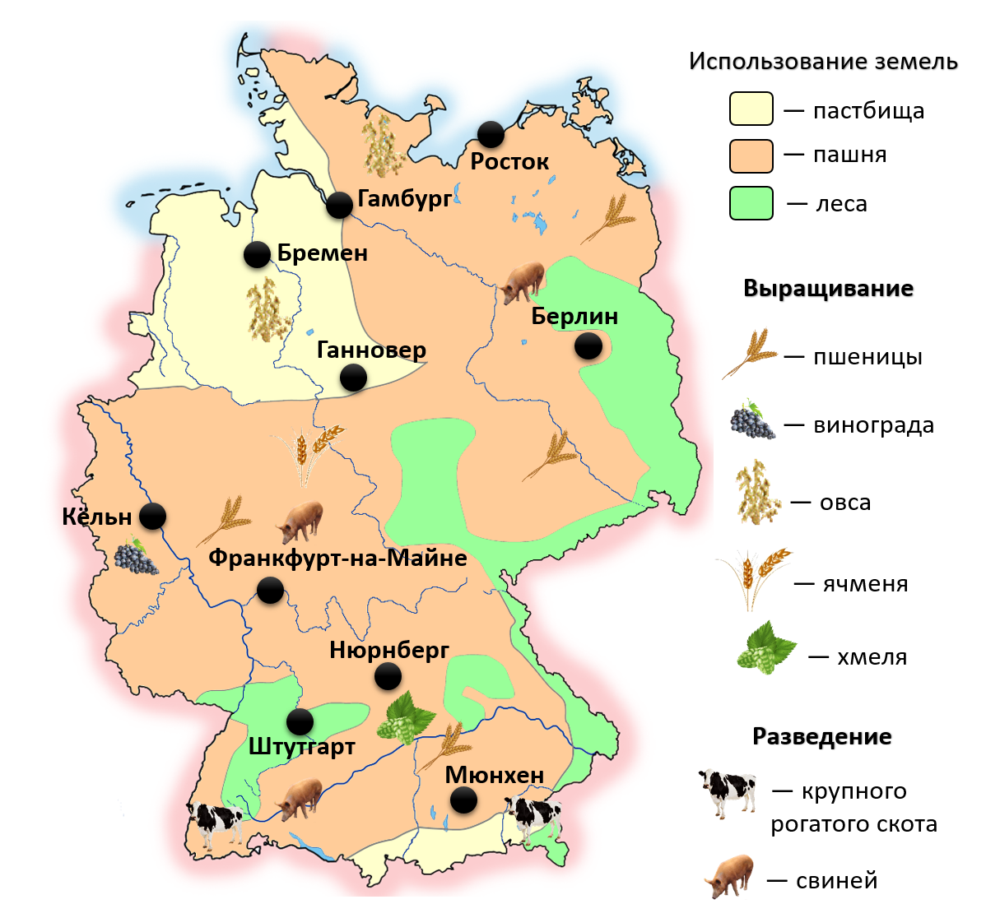 Использование земель
— пастбища
— пашня
— леса
Выращивание
— пшеницы
— винограда
— овса
— ячменя
— хмеля
Разведение
— крупного
рогатого скота
— свиней
Росток
Гамбург
Бремен
Берлин
Ганновер
Кёльн
Франкфурт-на-Майне
Нюрнберг
Штутгарт
Мюнхен